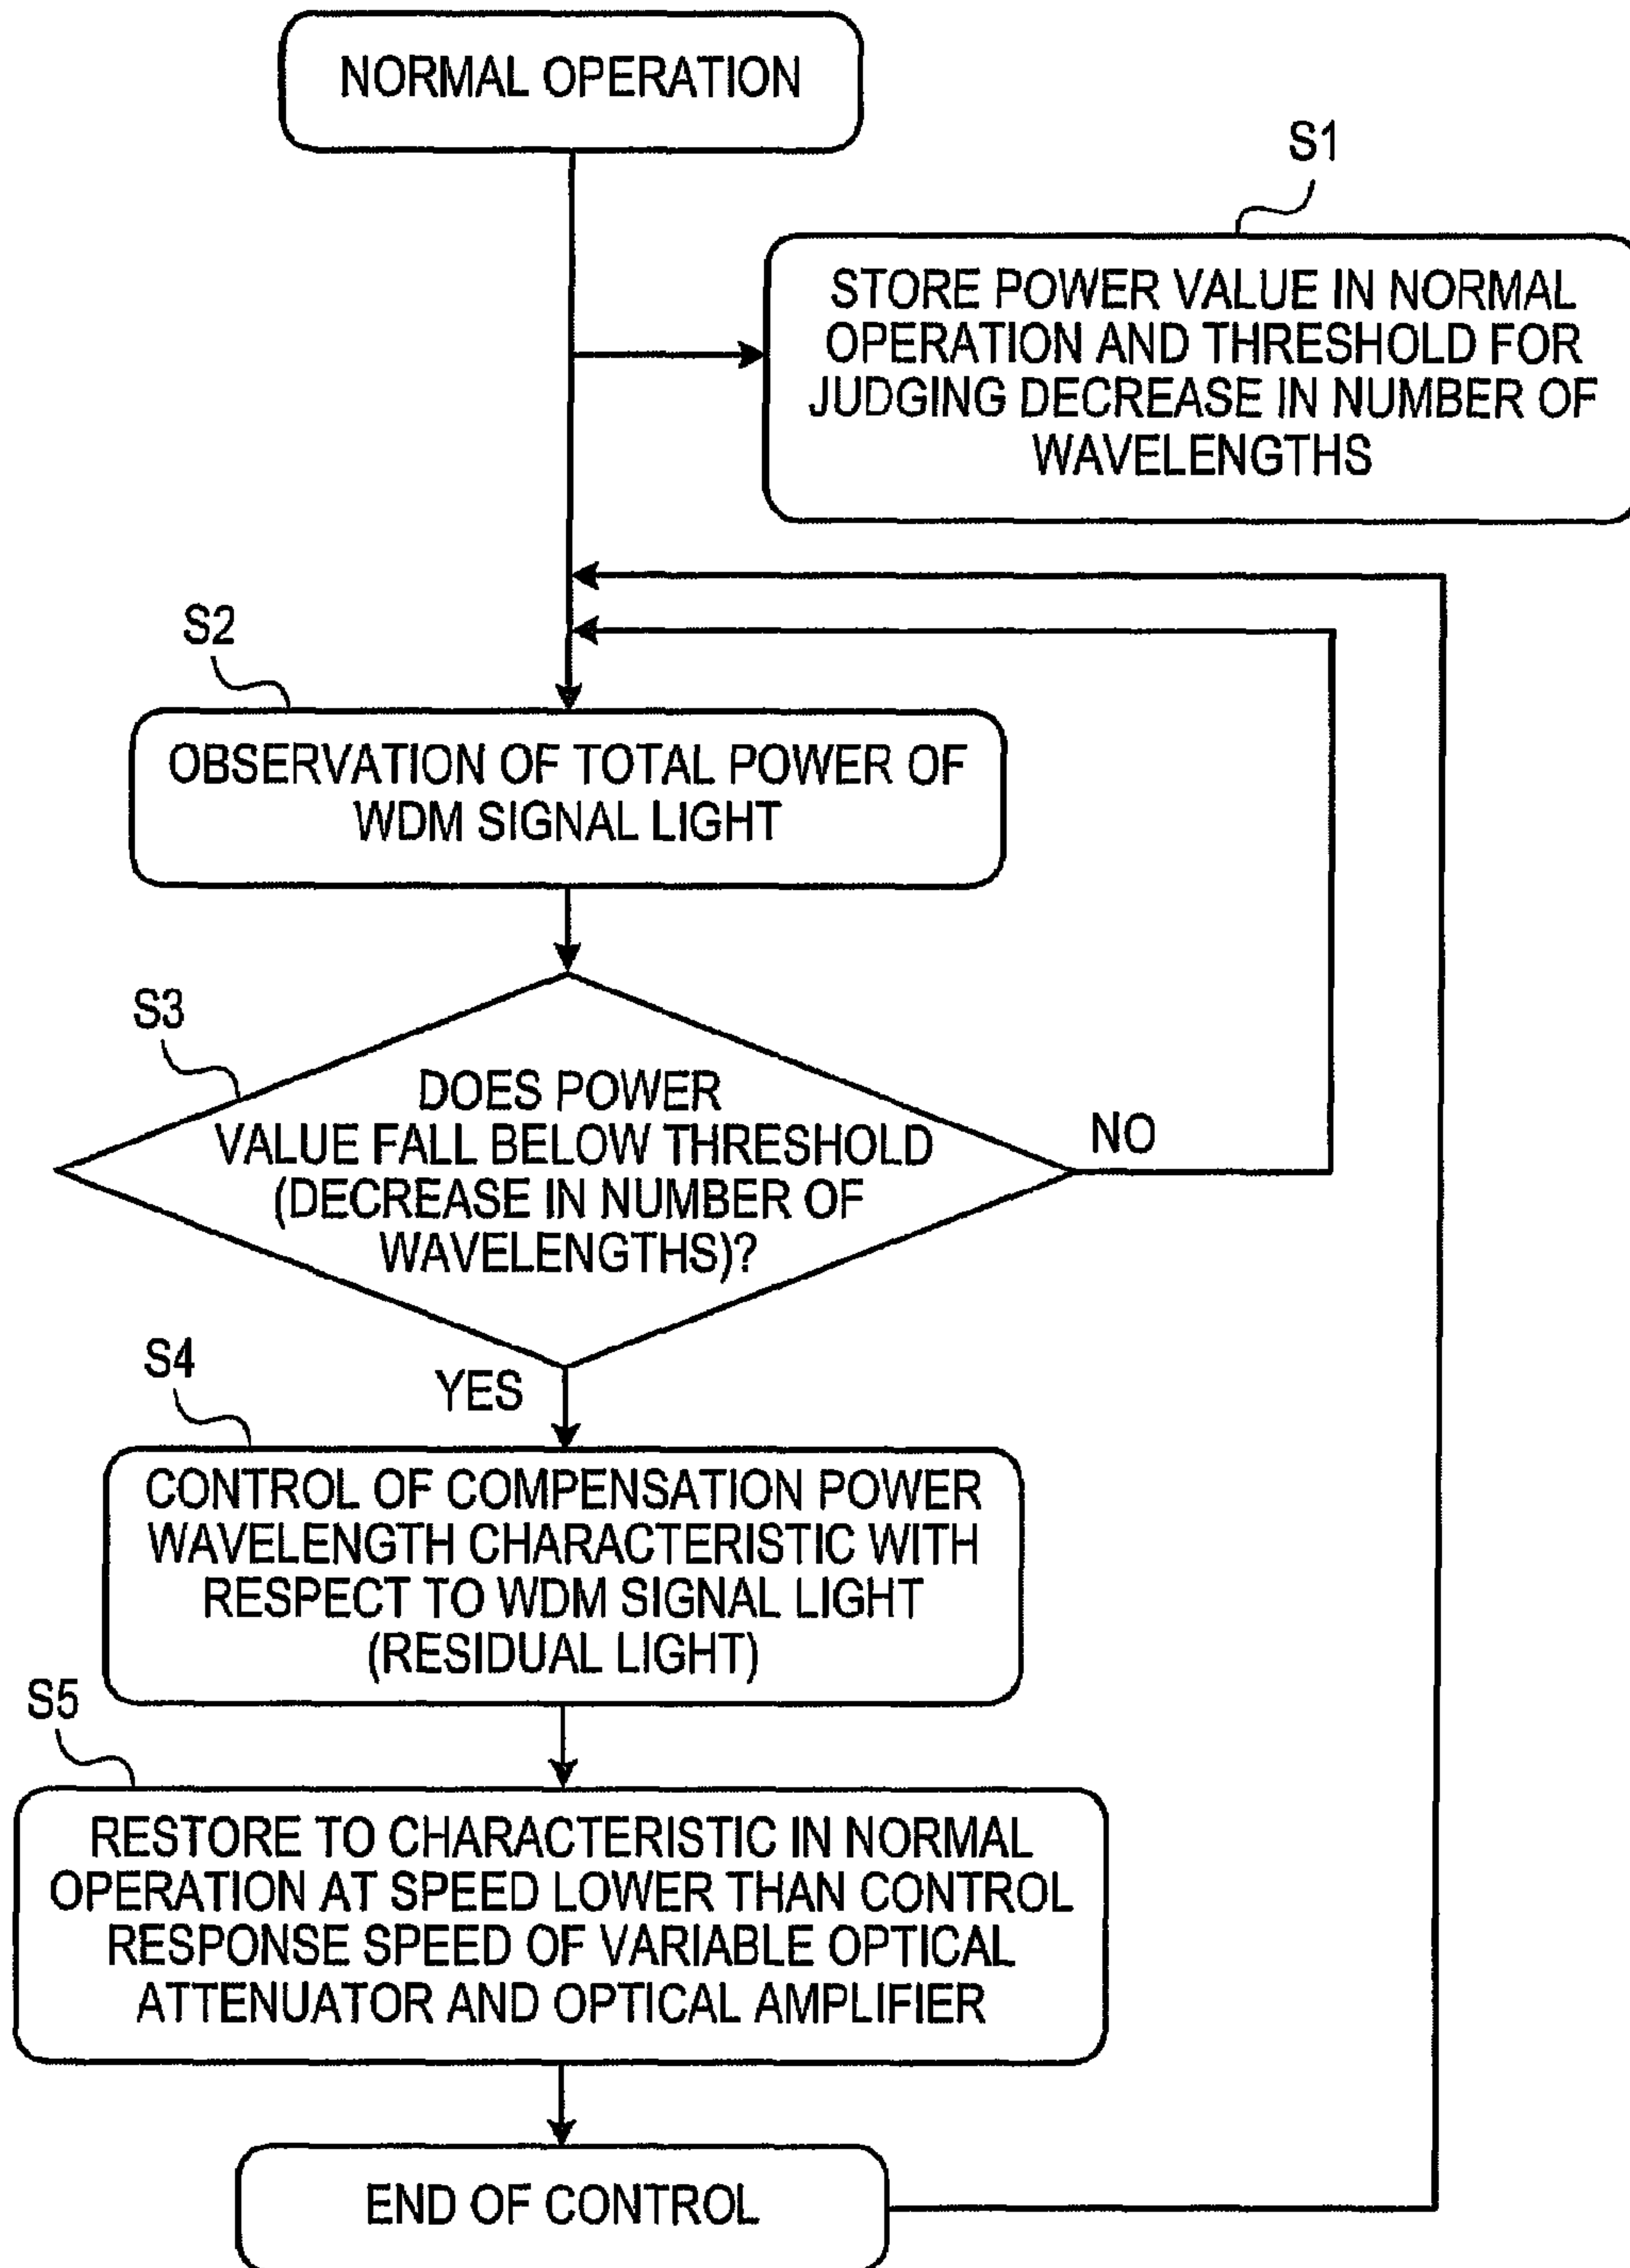 NORMAL OPERATION
S1
STORE POWER VALUE IN NORMAL
OPERATION AND THRESHOLD FOR
JUDGING DECREASE IN NUMBER OF
WAVELENGTHS
S2
OBSERVATION OF TOTAL POWER OF
WDM SIGNAL LIGHT
S3
DOES POWER
VALUE FALL BELOW THRESHOLD
(DECREASE IN NUMBER OF
WAVELENGTHS)?
NO
YES
S4
CONTROL OF COMPENSATION POWER
WAVELENGTH CHARACTERISTIC WITH
RESPECT TO WDM SIGNAL LIGHT
(RESIDUAL LIGHT)
S5
RESTORE TO CHARACTERISTIC IN NORMAL
OPERATION AT SPEED LOWER THAN CONTROL
RESPONSE SPEED OF VARIABLE OPTICAL
ATTENUATOR AND OPTICAL AMPLIFIER
END OF CONTROL